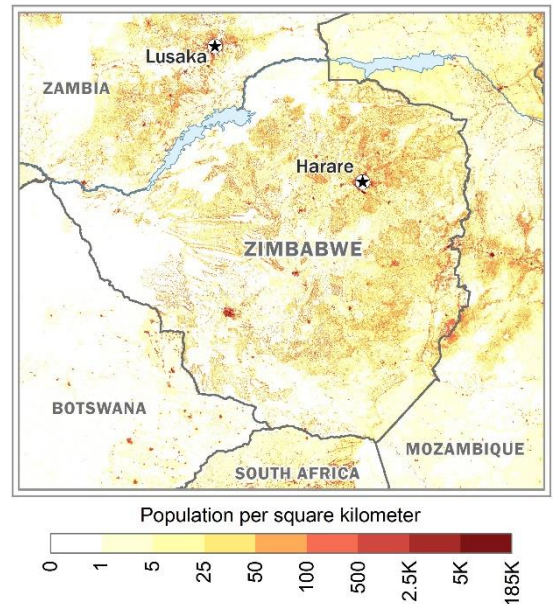 Lusaka
ZAMBIA
Harare
ZIMBABWE
BOTSWANA
MOZAMBIQUE
SOUTH AFRICA
Population per square kilometer
0 1 5 25 50 100 500 2.5K 5K 185K